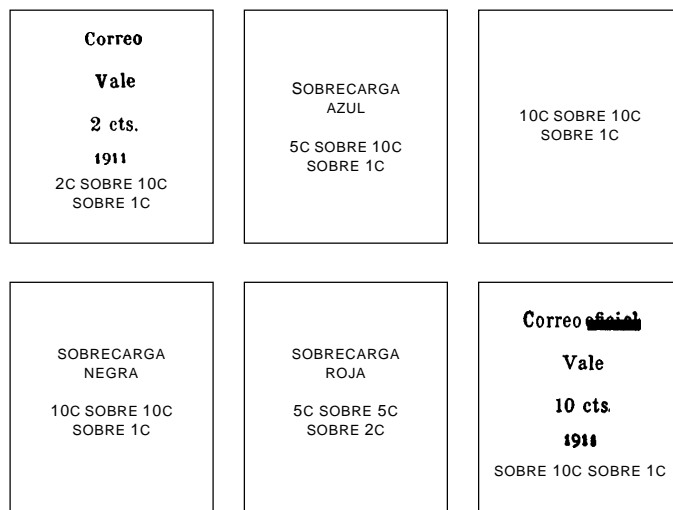 Correo
Vale
2 cts.
1911
2C SOBRE 10C
SOBRE 1C
SOBRECARGA
AZUL
5C SOBRE 10C
SOBRE 1C
10C SOBRE 10C
SOBRE 1C
SOBRECARGA
NEGRA
10C SOBRE 10C
SOBRE 1C
SOBRECARGA
ROJA
5C SOBRE 5C
SOBRE 2C
Correo oficial
Vale
10 cts.
1911
SOBRE 10C SOBRE 1C